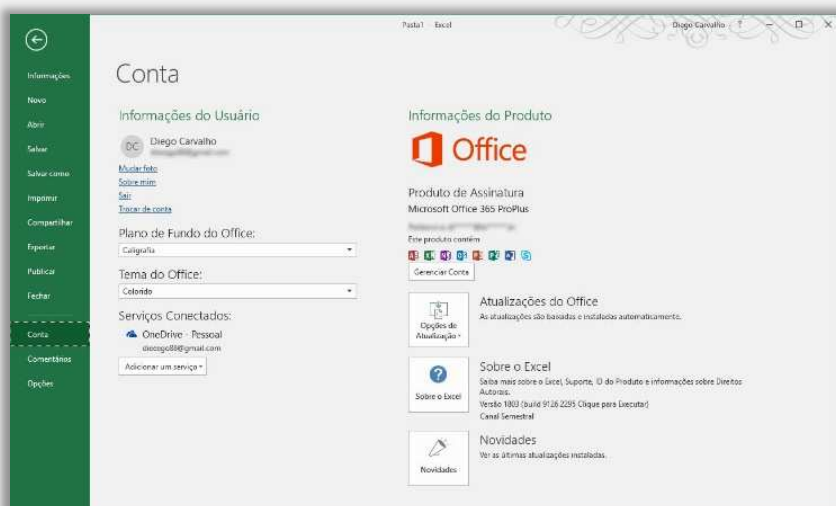 Pasta1 - Excel
Diego Carvalho ? — X
Informações
Novo
Abrir
Salvar
Salvar como
Imprimir
Compartilhar
Exportar
Publicar
Fechar
Conta
Comentários
Opções
Conta
Informações do Usuário
DC Diego Carvalho
Mudar foto
Sobre mim
Sair
Trocar de conta
Plano de Fundo do Office:
Caligrafia
Tema do Office:
Colorido
Serviços Conectados:
OneDrive - Pessoal
Adicionar um serviço
Informações do Produto
Office
Produto de Assinatura
Microsoft Office 365 ProPlus
Este produto contém
Gerenciar Conta
Opções de
Atualização
Atualizações do Office
As atualizações são baixadas e instaladas automaticamente.
Sobre o Excel
Sobre o Excel
Saiba mais sobre o Excel, Suporte, ID do Produto e informações sobre Direitos
Autorais.
Versão 1803 (build 9126.2295 Clique para Executar)
Canal Semestral
Novidades
Novidades
Ver as últimas atualizações instaladas.